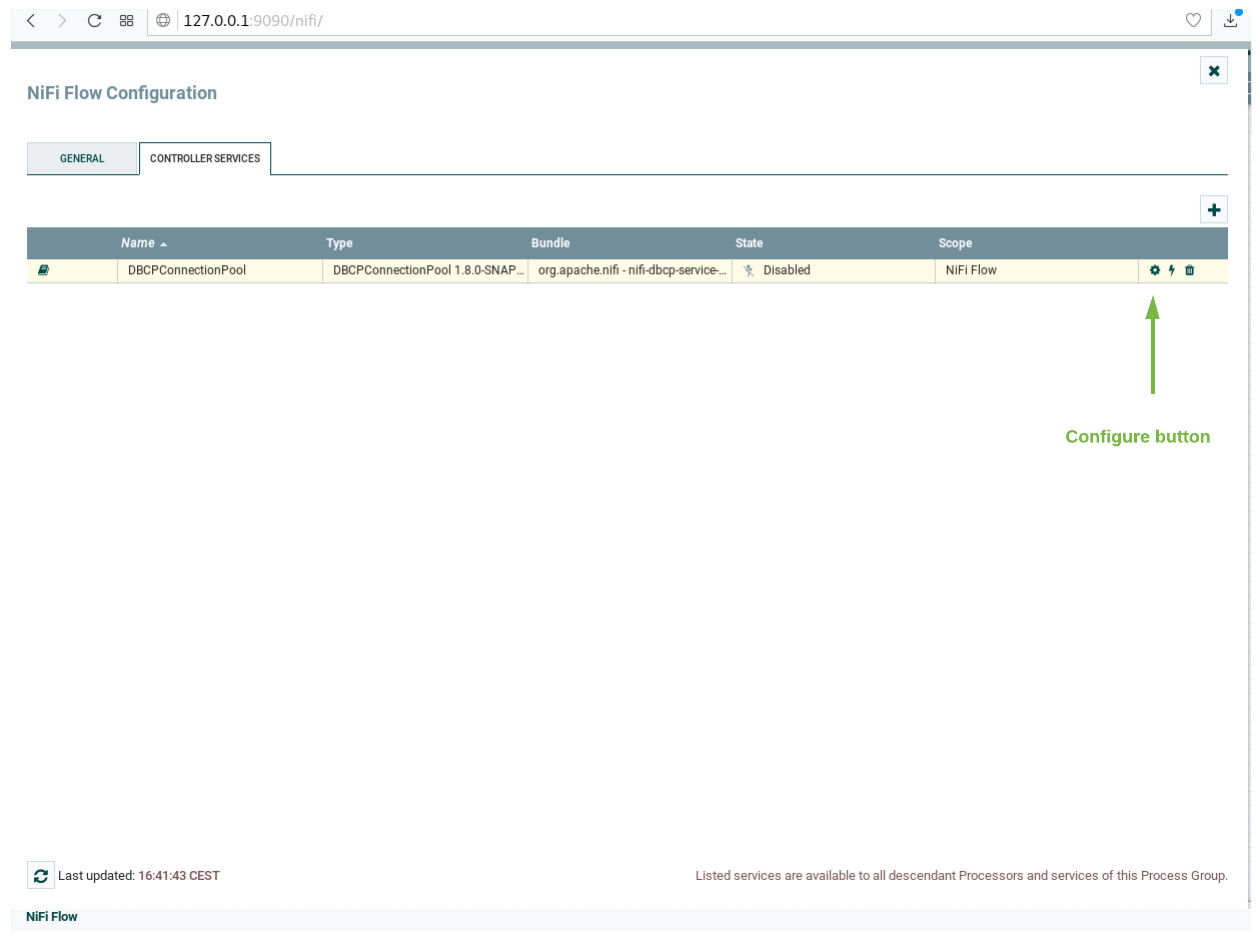 127.0.0.1:9090/nifi/
NiFi Flow Configuration
GENERAL CONTROLLER SERVICES
Name Type Bundle State Scope
DBCPConnectionPool DBCPConnectionPool 1.8.0-SNAP... org.apache.nifi - nifi-dbcp-service-... Disabled NiFi Flow
Configure button
Last updated: 16:41:43 CEST Listed services are available to all descendant Processors and services of this Process Group.
NiFi Flow